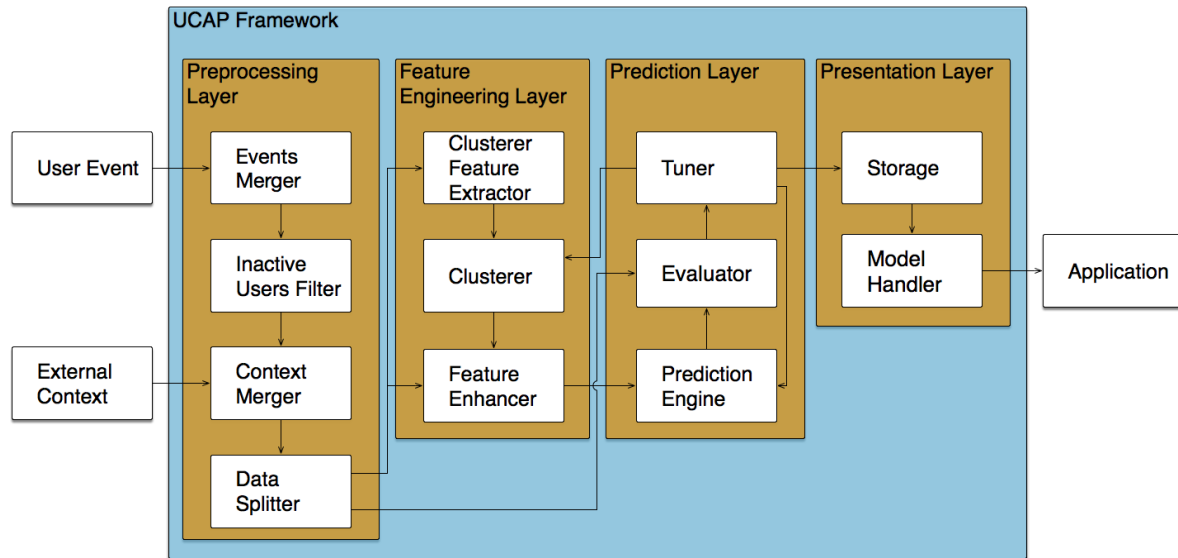 UCAP Framework
Preprocessing
Layer
Feature
Engineering Layer
Prediction Layer
Presentation Layer
User Event
Events
Merger
Clusterer
Feature
Extractor
Tuner
Storage
Inactive
Users Filter
Clusterer
Evaluator
Model
Handler
Application
External
Context
Context
Merger
Feature
Enhancer
Prediction
Engine
Data
Splitter